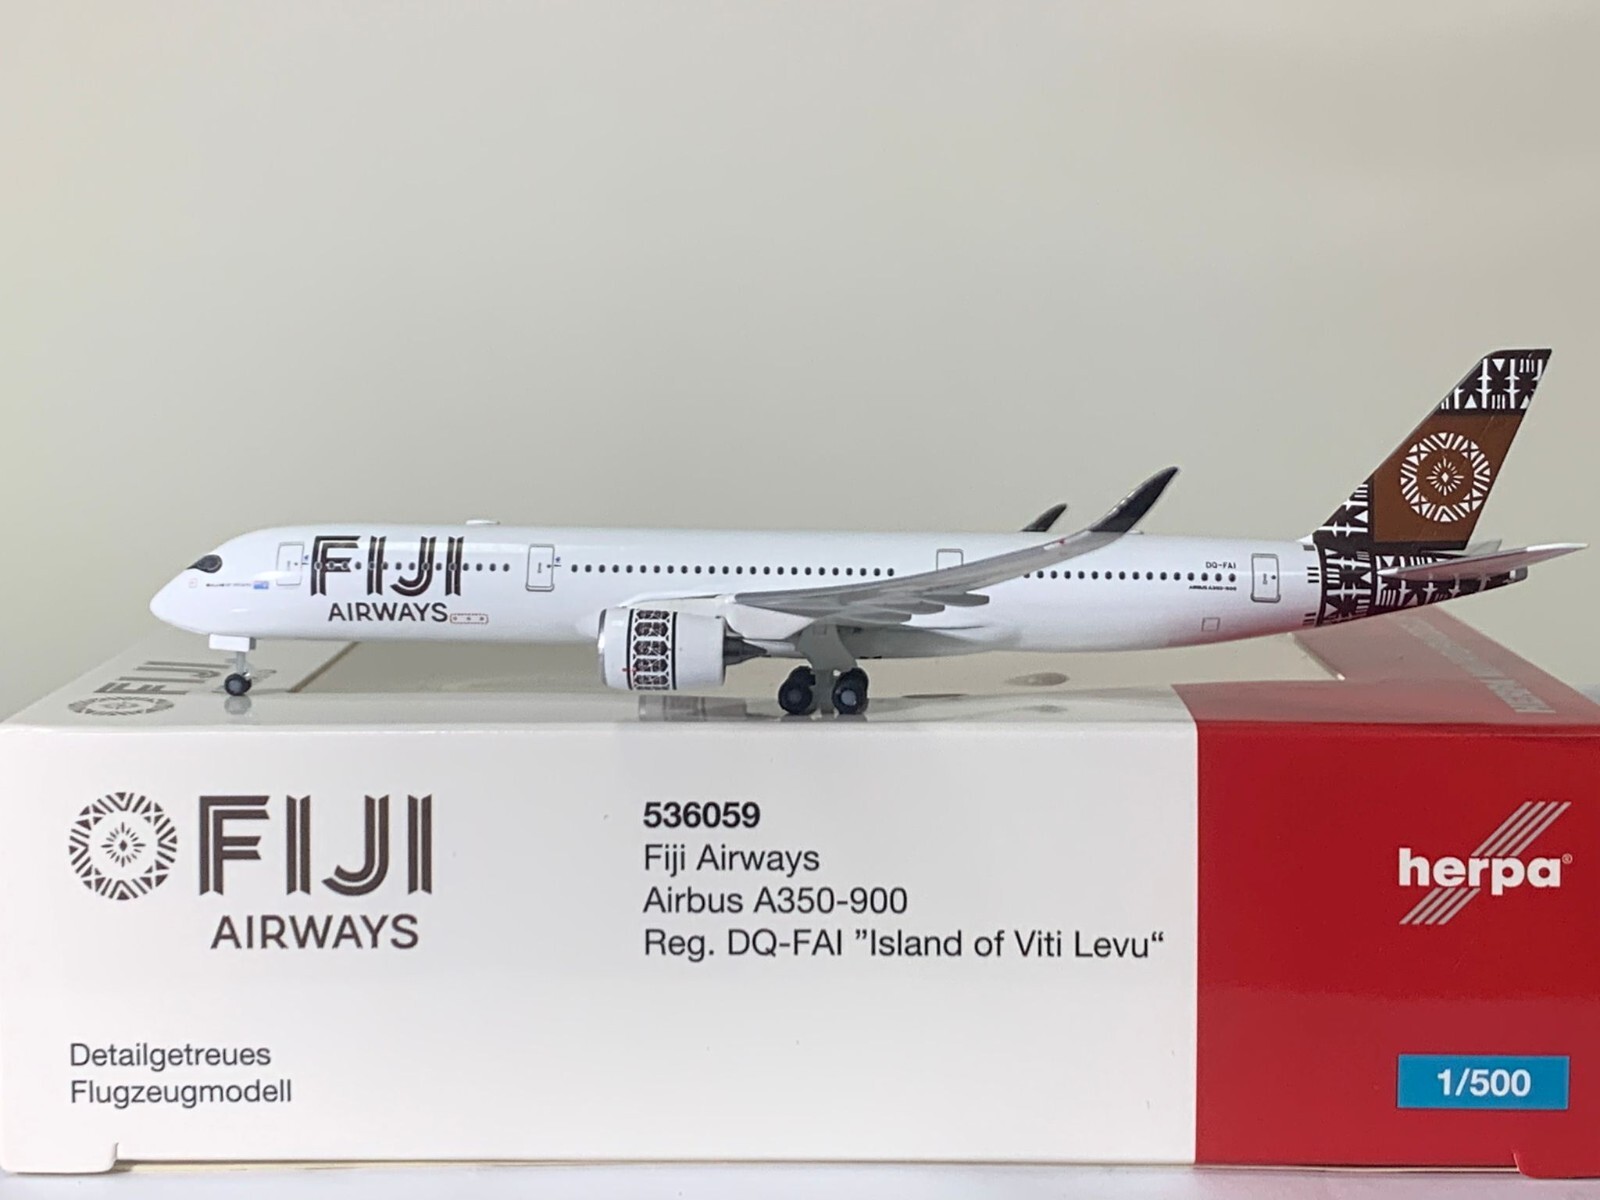 FIJI
AIRWAYS
DQ-FAI
FIJI
AIRWAYS
536059
Fiji Airways
Airbus A350-900
Reg. DQ-FAI ”Island of Viti Levu“
herpa®
Detailgetreues
Flugzeugmodell
1/500